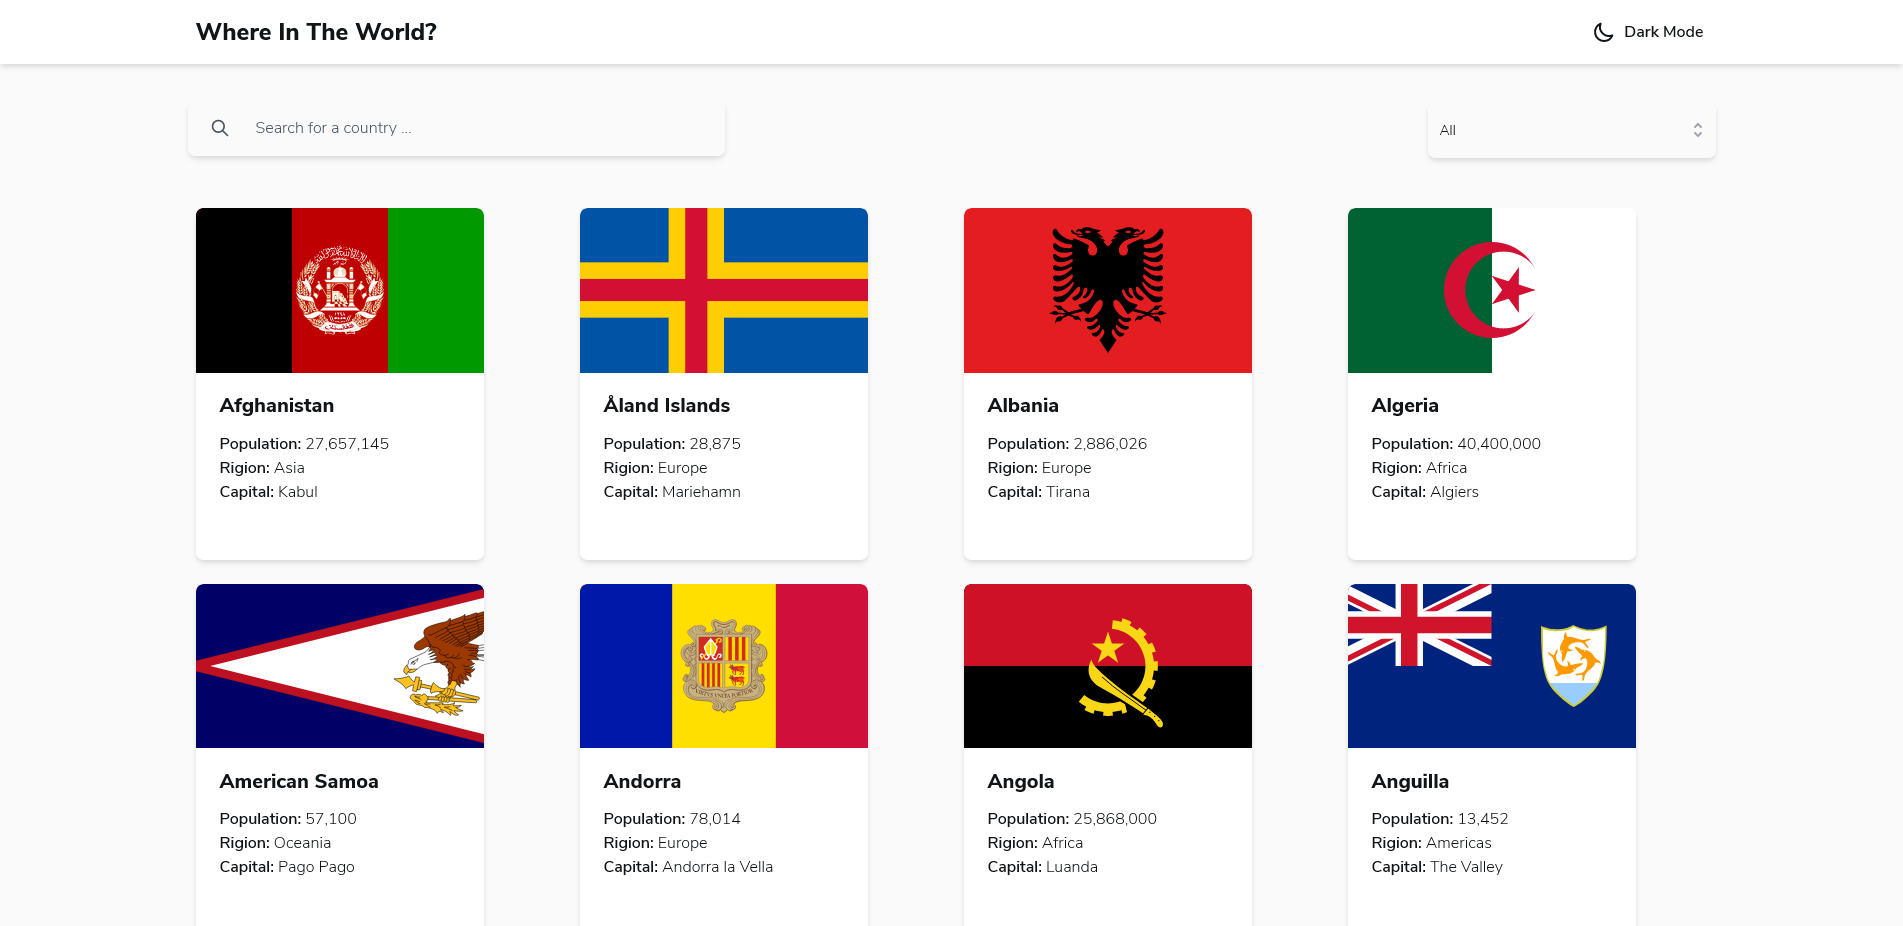 Where In The World?
Dark Mode
Search for a country ...
All
Afghanistan
Population: 27,657,145
Rigion: Asia
Capital: Kabul
Åland Islands
Population: 28,875
Rigion: Europe
Capital: Mariehamn
Albania
Population: 2,886,026
Rigion: Europe
Capital: Tirana
Algeria
Population: 40,400,000
Rigion: Africa
Capital: Algiers
American Samoa
Population: 57,100
Rigion: Oceania
Capital: Pago Pago
VIRTVS VNITA FORTIOR
Andorra
Population: 78,014
Rigion: Europe
Capital: Andorra la Vella
Angola
Population: 25,868,000
Rigion: Africa
Capital: Luanda
Anguilla
Population: 13,452
Rigion: Americas
Capital: The Valley